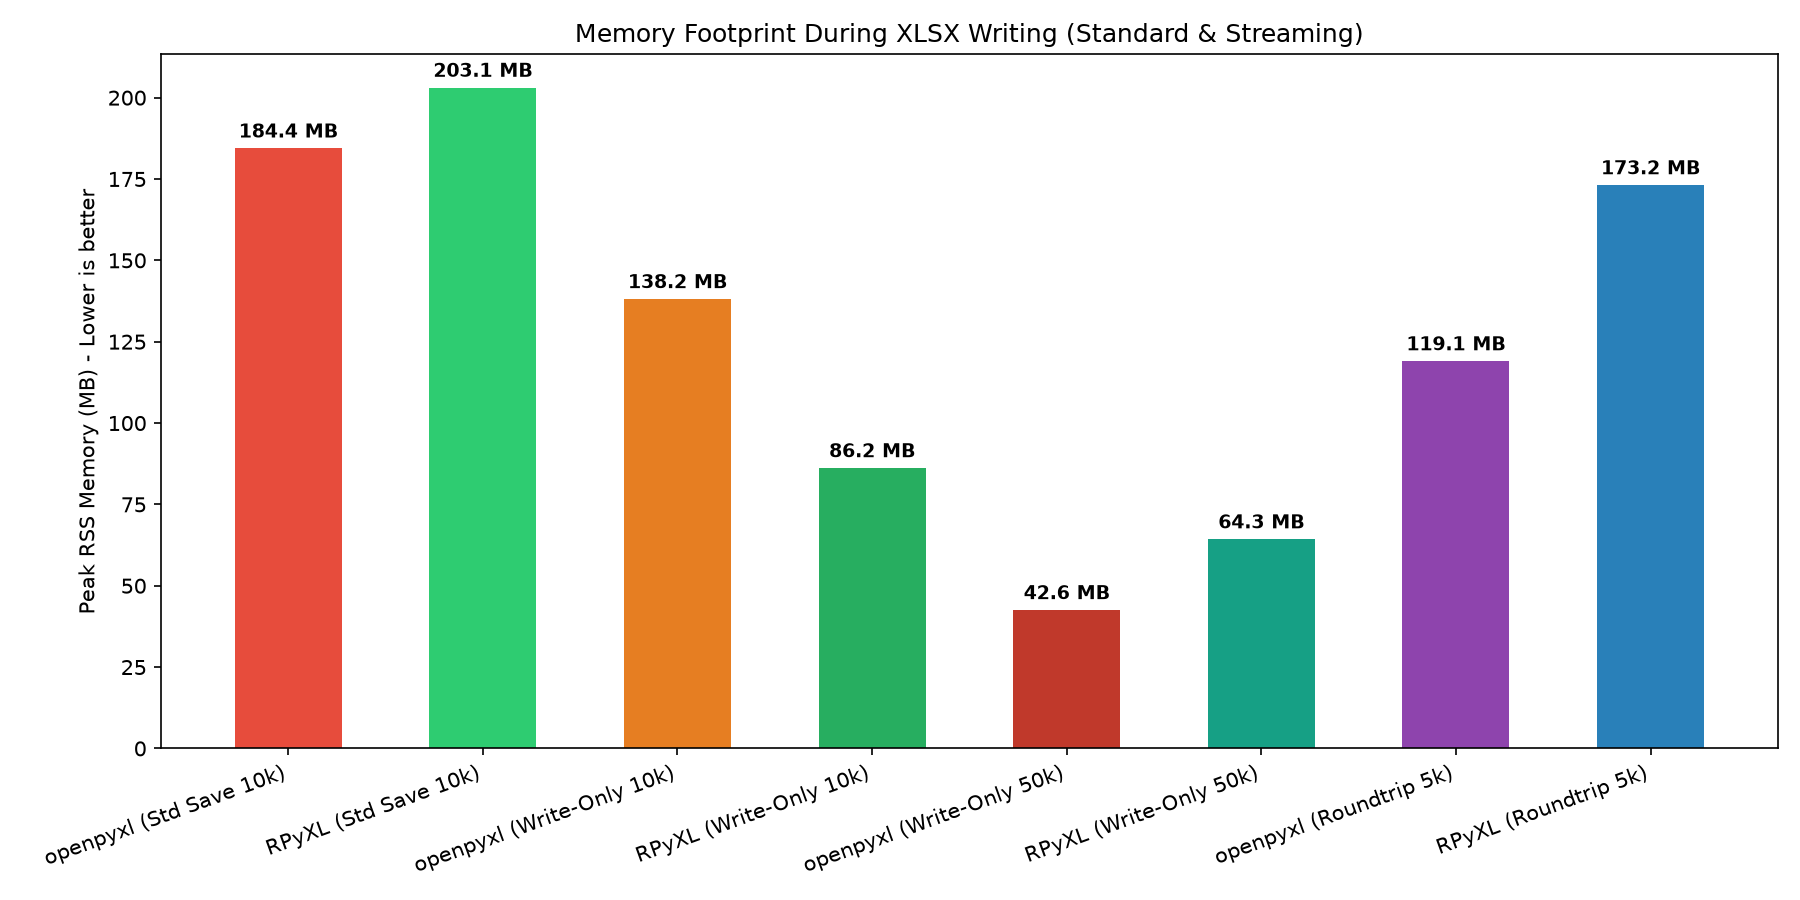 Memory Footprint During XLSX Writing (Standard & Streaming)
Peak RSS Memory (MB) - Lower is better
200
175
150
125
100
75
50
25
0
184.4 MB
203.1 MB
138.2 MB
86.2 MB
42.6 MB
64.3 MB
119.1 MB
173.2 MB
openpyxl (Std Save 10k)
RPyXL (Std Save 10k)
openpyxl (Write-Only 10k)
RPyXL (Write-Only 10k)
openpyxl (Write-Only 50k)
RPyXL (Write-Only 50k)
openpyxl (Roundtrip 5k)
RPyXL (Roundtrip 5k)